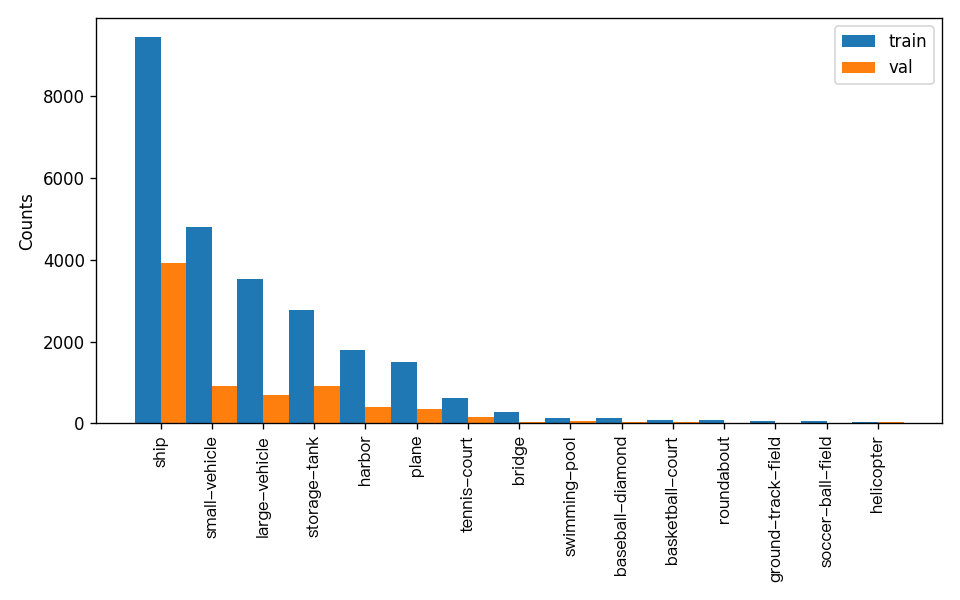 train
val
Counts
8000
6000
4000
2000
0
ship
small-vehicle
large-vehicle
storage-tank
harbor
plane
tennis-court
bridge
swimming-pool
baseball-diamond
basketball-court
roundabout
ground-track-field
soccer-ball-field
helicopter